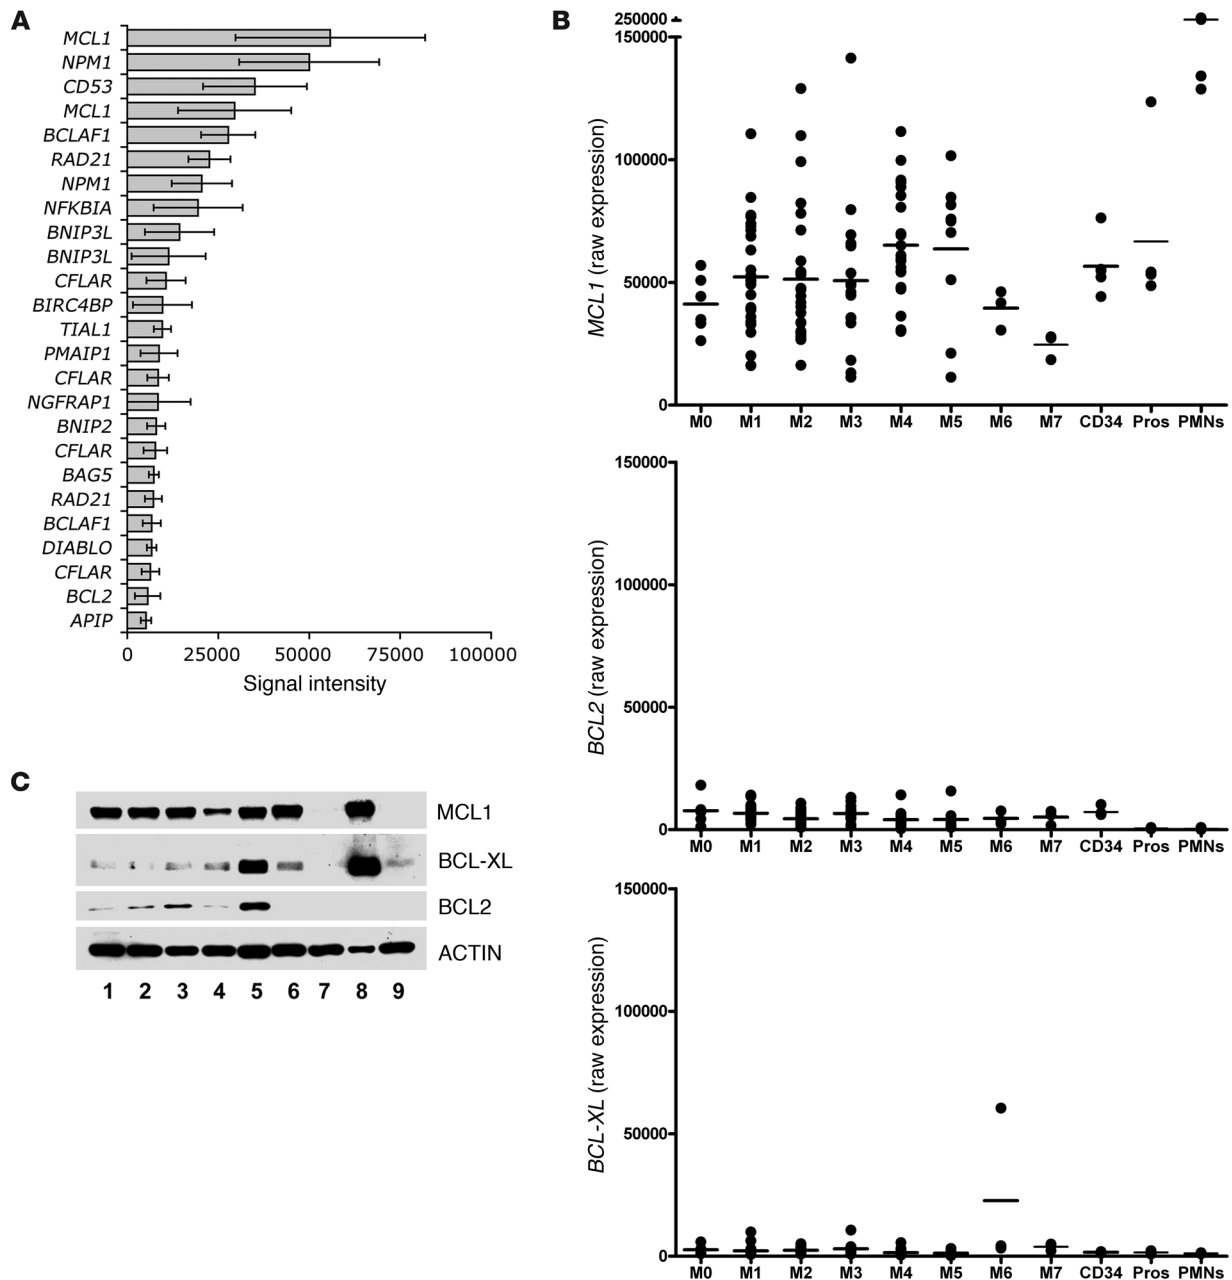 A
MCL1
NPM1
CD53
MCL1
BCLAF1
RAD21
NPM1
NFKBIA
BNIP3L
BNIP3L
CFLAR
BIRC4BP
TIAL1
PMAIP1
CFLAR
NGFRAP1
BNIP2
CFLAR
BAG5
RAD21
BCLAF1
DIABLO
CFLAR
BCL2
APIP
0 25000 50000 75000 100000
Signal intensity
B
MCL1 (raw expression)
250000
150000
100000
50000
0
M0 M1 M2 M3 M4 M5 M6 M7 CD34 Pros PMNs
BCL2 (raw expression)
150000
100000
50000
0
M0 M1 M2 M3 M4 M5 M6 M7 CD34 Pros PMNs
BCL-XL (raw expression)
150000
100000
50000
0
M0 M1 M2 M3 M4 M5 M6 M7 CD34 Pros PMNs
C
MCL1
BCL-XL
BCL2
ACTIN
1 2 3 4 5 6 7 8 9